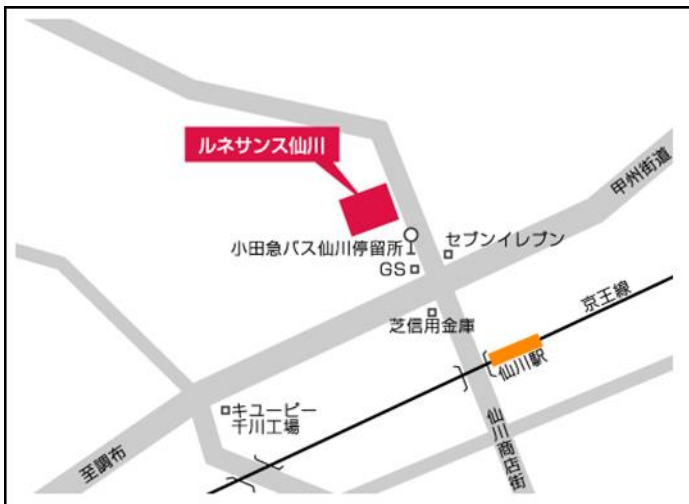 ルネサンス仙川
甲州街道
小田急バス仙川停留所
セブンイレブン
GS
京王線
芝信用金庫
仙川駅
キユーピー
千川工場
仙川商店街
至調布